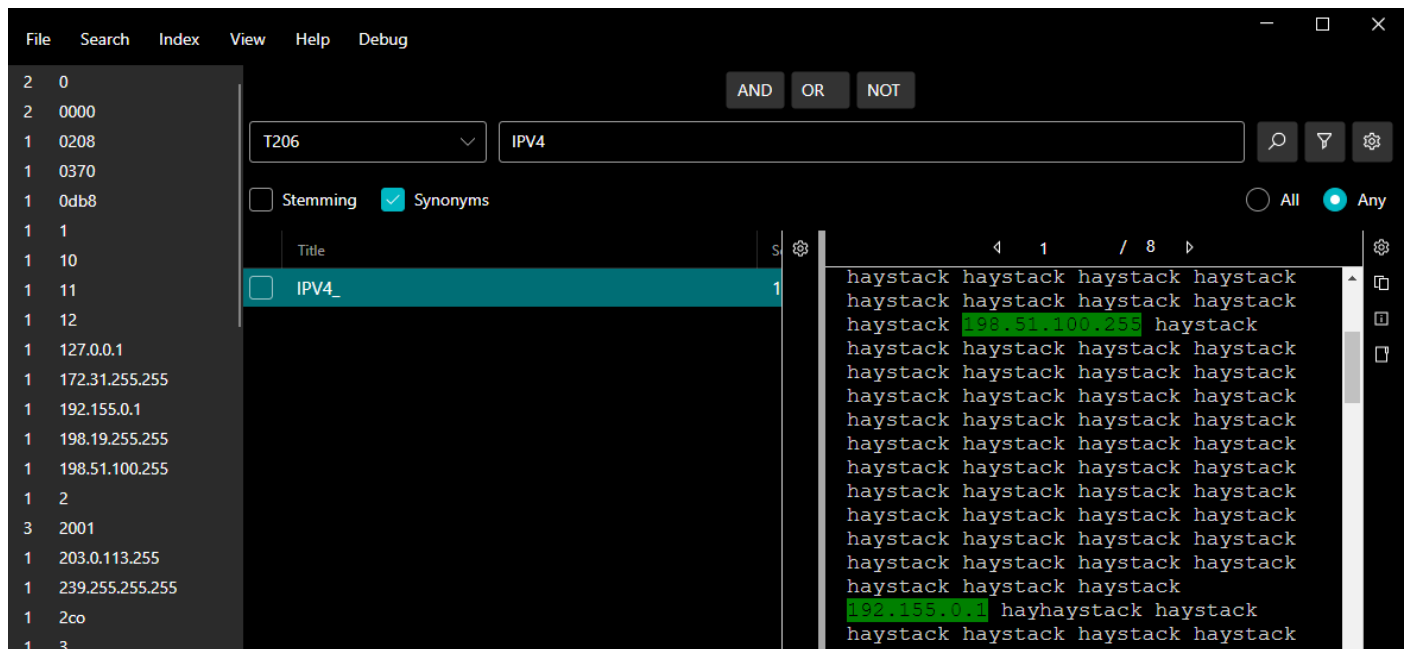 File Search Index View Help Debug
2 0
2 0000
1 0208
1 0370
1 0db8
1 1
1 10
1 11
1 12
1 127.0.0.1
1 172.31.255.255
1 192.155.0.1
1 198.19.255.255
1 198.51.100.255
1 2
3 2001
1 203.0.113.255
1 239.255.255.255
1 2co
1 3
AND OR NOT
T206 IPV4
Stemming Synonyms All Any
Title
IPV4_ 1
1 / 8
haystack haystack haystack haystack
haystack haystack haystack haystack
haystack 198.51.100.255 haystack
haystack haystack haystack haystack
haystack haystack haystack haystack
haystack haystack haystack haystack
haystack haystack haystack haystack
haystack haystack haystack haystack
haystack haystack haystack haystack
haystack haystack haystack haystack
haystack haystack haystack haystack
haystack haystack haystack haystack
haystack haystack haystack haystack
haystack haystack haystack
192.155.0.1 hayhaystack haystack
haystack haystack haystack haystack